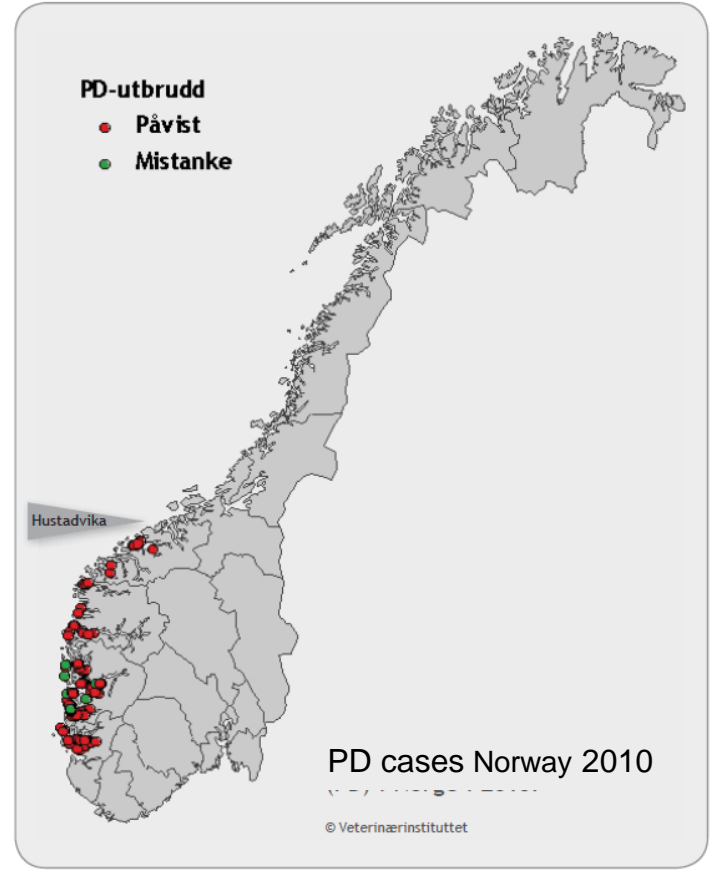 PD-utbrudd
Påvist
Mistanke
Hustadvika
PD cases Norway 2010
© Veterinærinstituttet